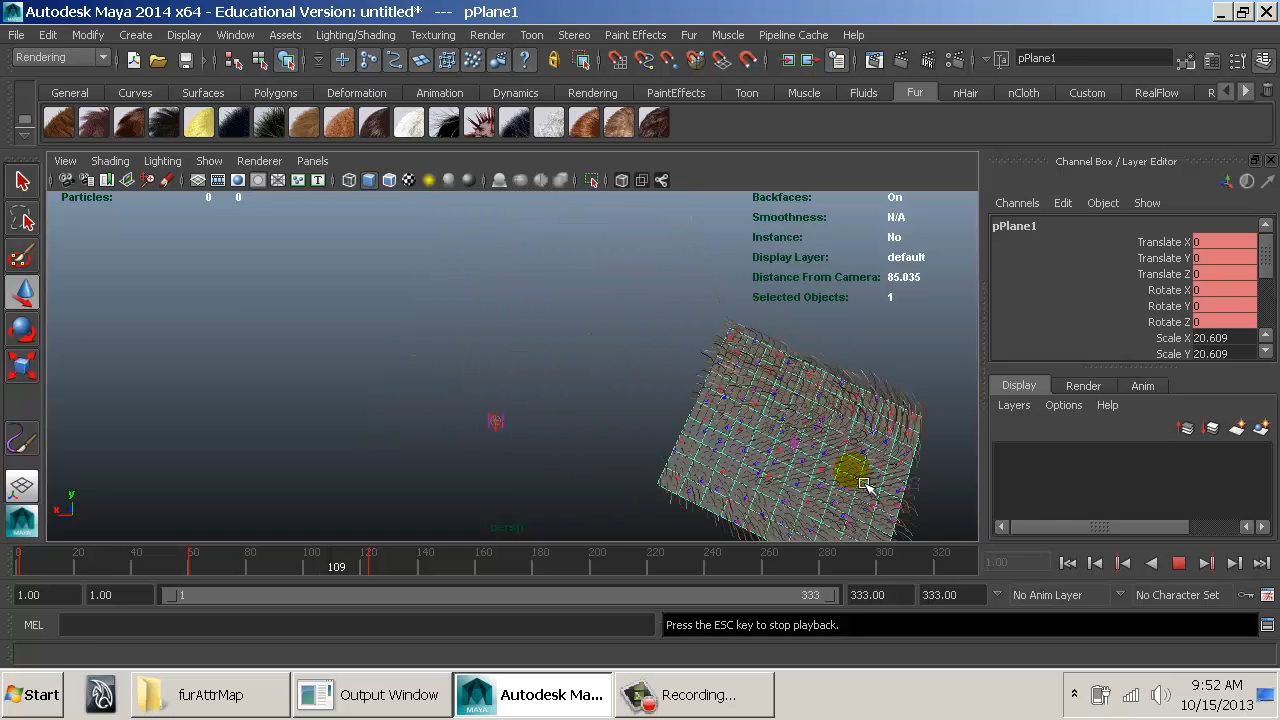 Autodesk Maya 2014 x64 - Educational Version: untitled* --- pPlane1
File Edit Modify Create Display Window Assets Lighting/Shading Texturing Render Toon Stereo Paint Effects Fur Muscle Pipeline Cache Help
Rendering
pPlane1
General Curves Surfaces Polygons Deformation Animation Dynamics Rendering PaintEffects Toon Muscle Fluids Fur nHair nCloth Custom RealFlow R
View Shading Lighting Show Renderer Panels
Channel Box / Layer Editor
Channels Edit Object Show
pPlane1
Translate X 0
Translate Y 0
Translate Z 0
Rotate X 0
Rotate Y 0
Rotate Z 0
Scale X 20.609
Scale Y 20.609
Particles: 0 0
Backfaces: On
Smoothness: N/A
Instance: No
Display Layer: default
Distance From Camera: 85.035
Selected Objects: 1
Display Render Anim
Layers Options Help
y
x
persp
0 20 40 50 80 100 120 140 160 180 200 220 240 260 280 300 320
109
1.00
1.00 1.00 1 333 333.00 333.00 No Anim Layer No Character Set
MEL
Press the ESC key to stop playback.
Start
furAttrMap
Output Window
MAYA
Autodesk Ma...
Recording...
9:52 AM
10/15/2013